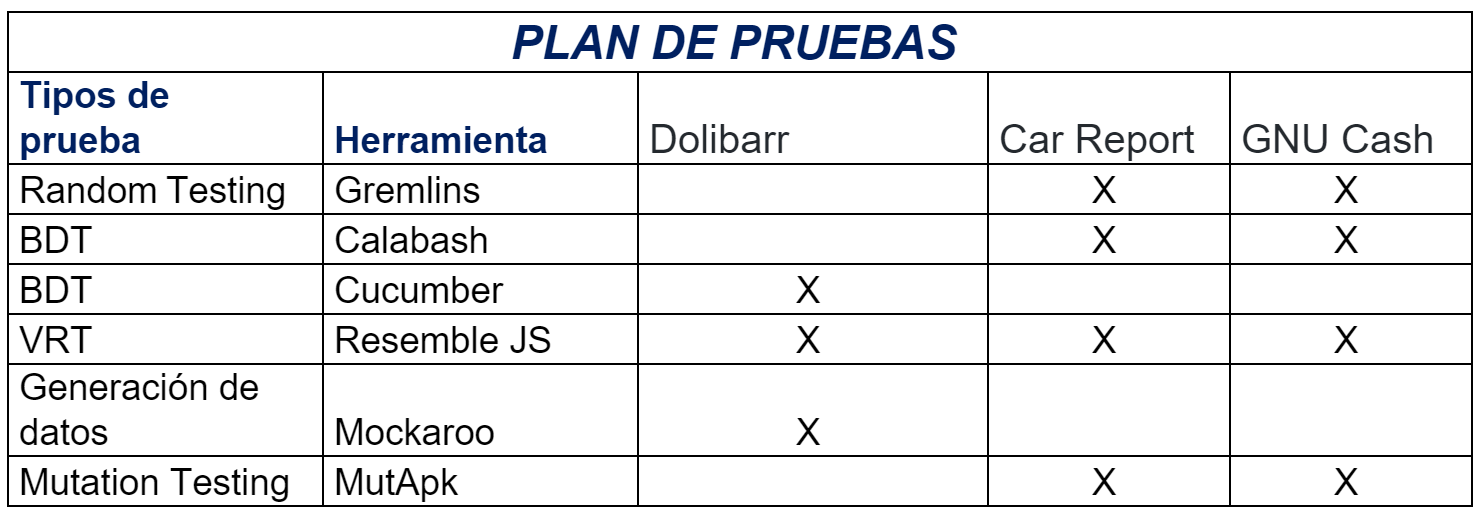 PLAN DE PRUEBAS
Tipos de
prueba Herramienta Dolibarr Car Report GNU Cash
Random Testing Gremlins X X
BDT Calabash X X
BDT Cucumber X
VRT Resemble JS X X X
Generación de
datos Mockaroo X
Mutation Testing MutApk X X